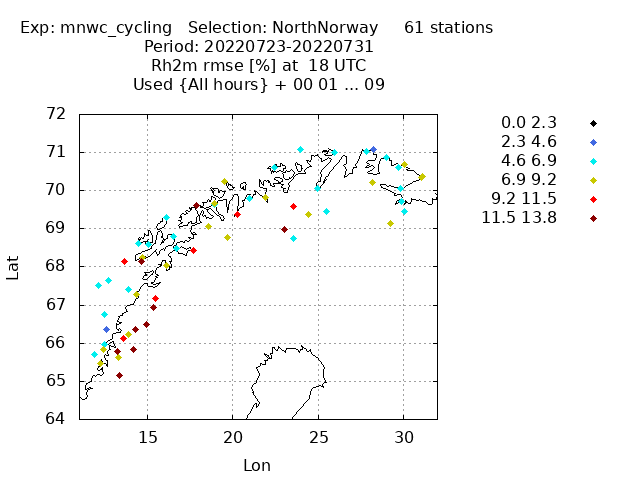 Exp: mnwc_cycling   Selection: NorthNorway     61 stations
Period: 20220723-20220731
Rh2m rmse [%] at  18 UTC
Used {All hours} + 00 01 ... 09
72
71
70
69
68
67
66
65
64
15 20 25 30
Lat
Lon
0.0 2.3
2.3 4.6
4.6 6.9
6.9 9.2
9.2 11.5
11.5 13.8